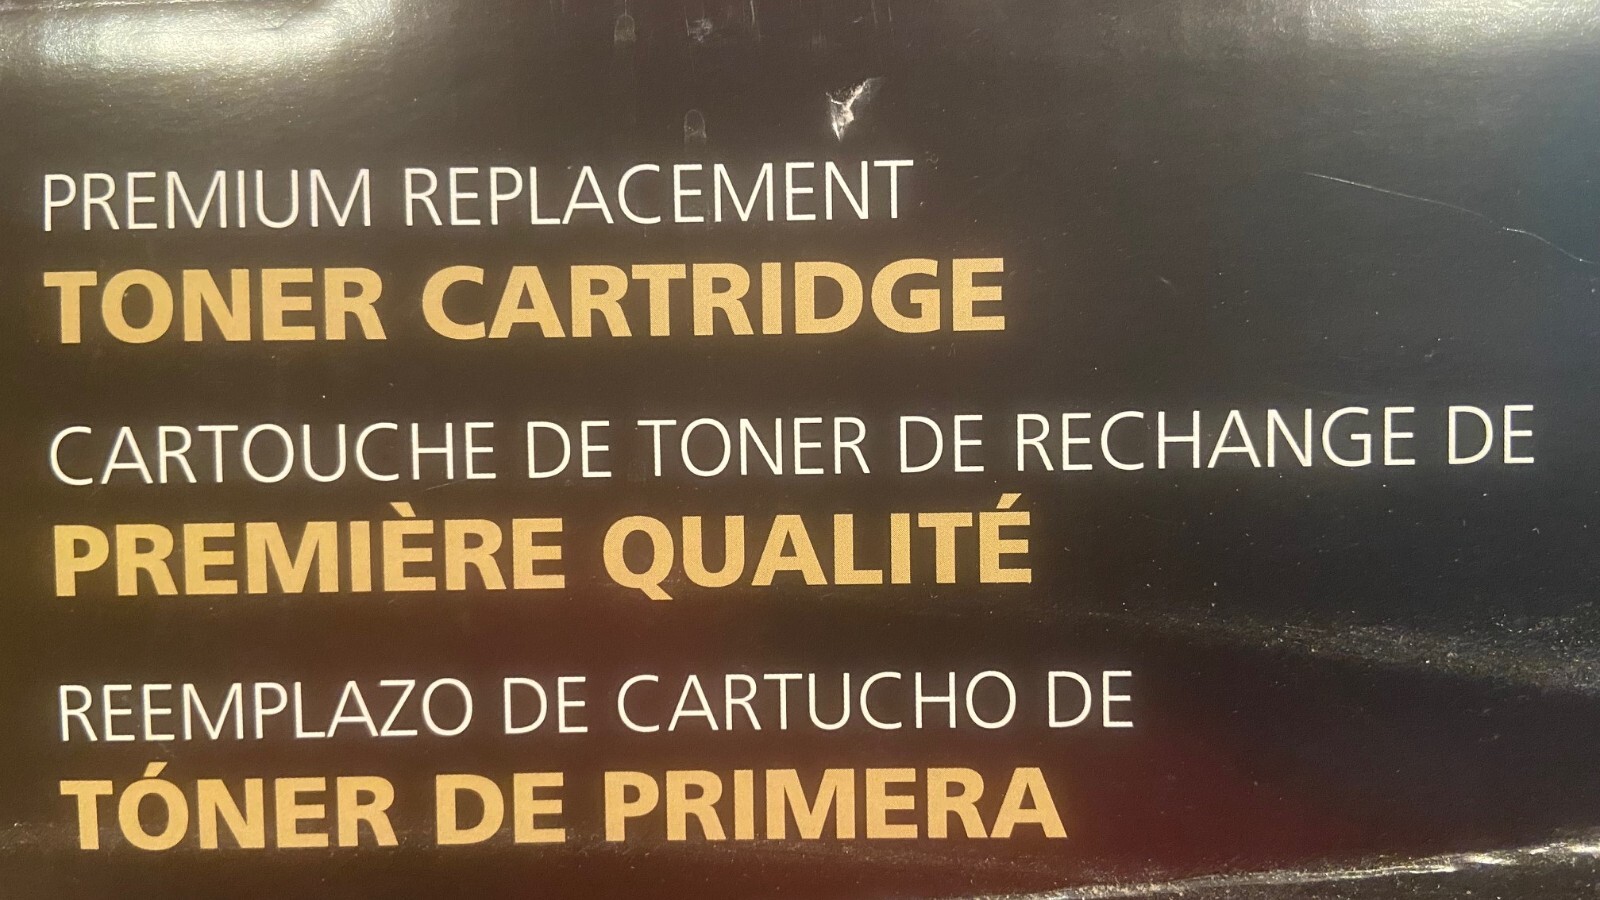 PREMIUM REPLACEMENT
TONER CARTRIDGE
CARTOUCHE DE TONER DE RECHANGE DE
PREMIÈRE QUALITÉ
REEMPLAZO DE CARTUCHO DE
TÓNER DE PRIMERA